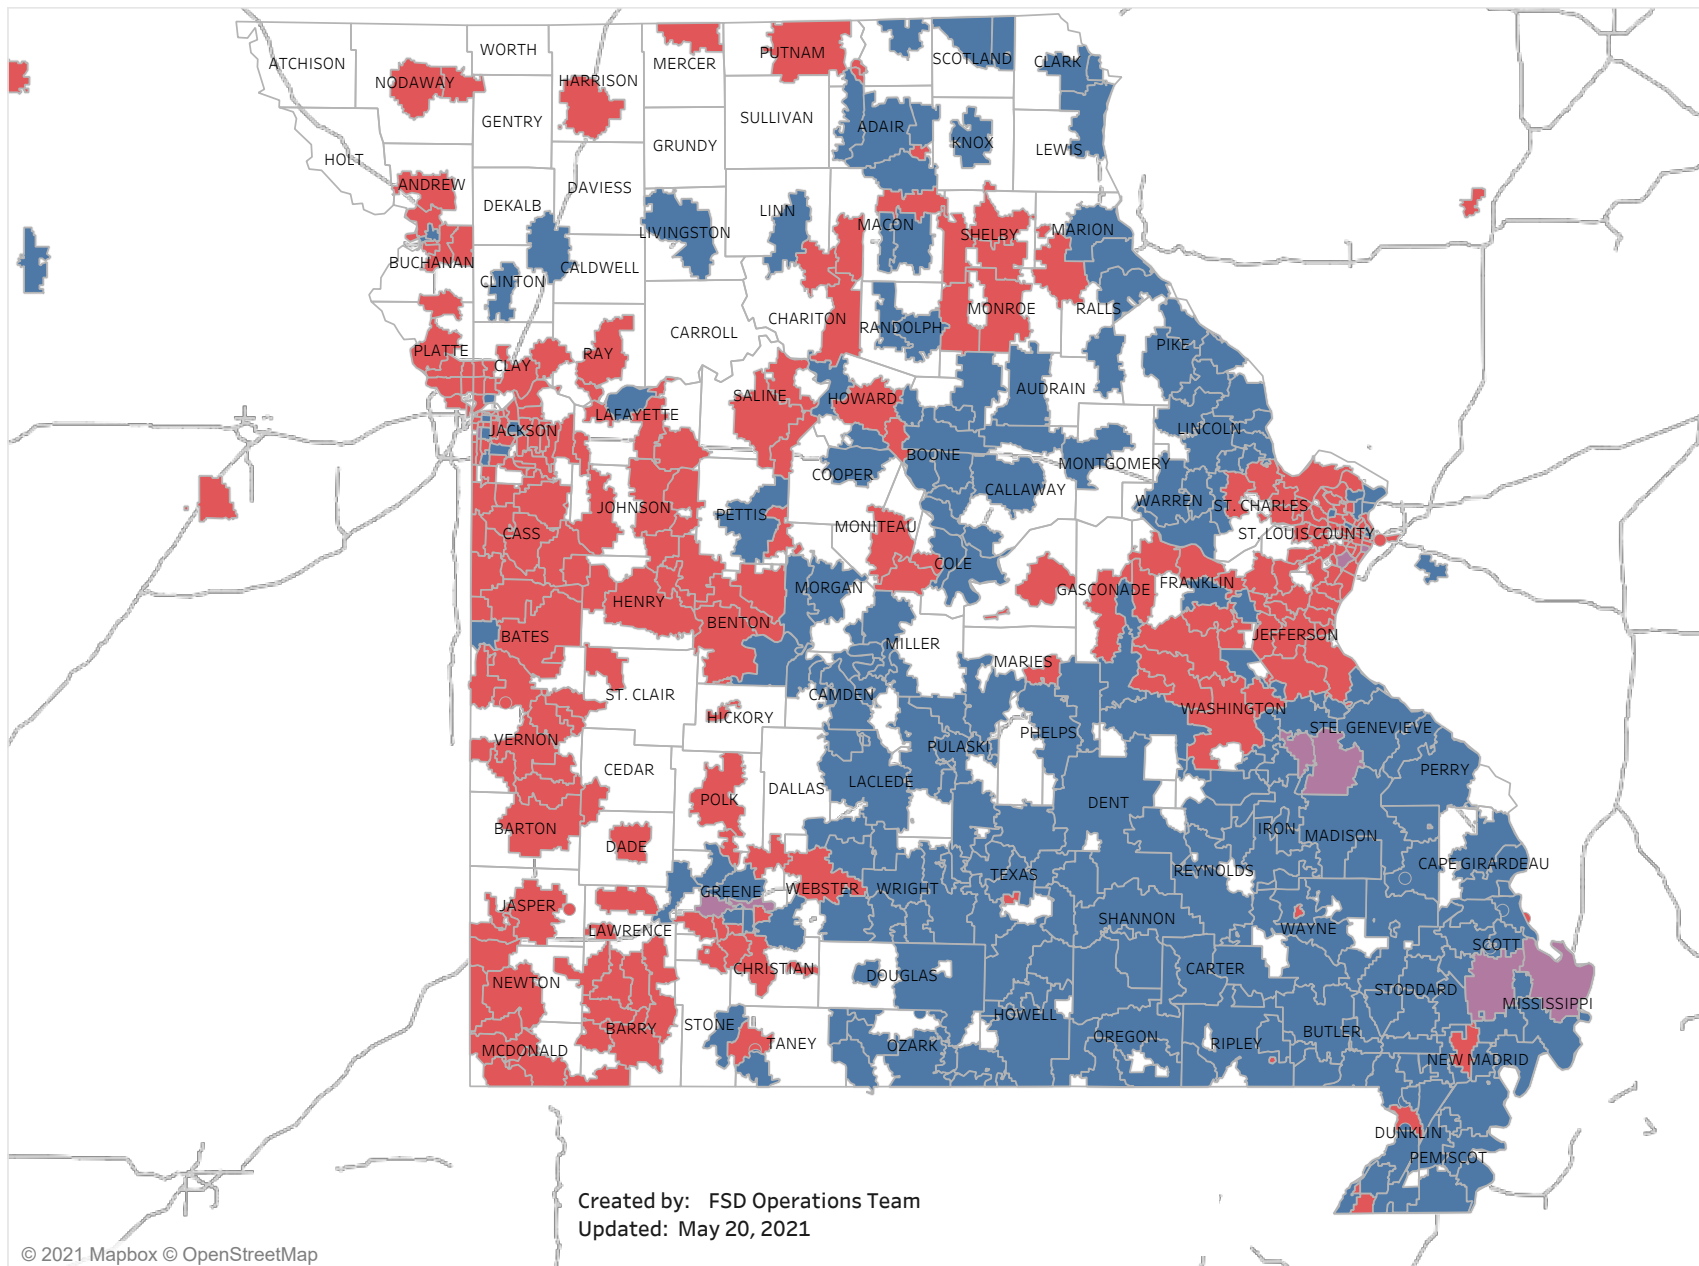 WORTH
ATCHISON
MERCER
PUTNAM
SCOTLAND
CLARK
NODAWAY
HARRISON
GENTRY
SULLIVAN
ADAIR
KNOX
LEWIS
GRUNDY
HOLT
ANDREW
DAVIESS
DEKALB
LINN
MACON
LIVINGSTON
SHELBY
MARION
BUCHANAN
CALDWELL
CLINTON
CHARITON
MONROE
RALLS
RANDOLPH
CARROLL
PLATTE
RAY
CLAY
PIKE
SALINE
HOWARD
AUDRAIN
LAFAYETTE
JACKSON
LINCOLN
BOONE
COOPER
MONTGOMERY
CALLAWAY
WARREN
JOHNSON
ST. CHARLES
PETTIS
MONITEAU
CASS
ST. LOUIS COUNTY
COLE
MORGAN
GASCONADE
FRANKLIN
HENRY
BENTON
BATES
JEFFERSON
MILLER
MARIES
ST. CLAIR
CAMDEN
WASHINGTON
HICKORY
STE. GENEVIEVE
PHELPS
VERNON
PULASKI
CEDAR
PERRY
LACLEDE
DALLAS
POLK
DENT
BARTON
IRON
MADISON
DADE
CAPE GIRARDEAU
REYNOLDS
TEXAS
GREENE
WEBSTER
WRIGHT
JASPER
SHANNON
LAWRENCE
WAYNE
SCOTT
CHRISTIAN
CARTER
DOUGLAS
NEWTON
STODDARD
MISSISSIPPI
HOWELL
STONE
BARRY
BUTLER
OREGON
TANEY
OZARK
RIPLEY
MCDONALD
NEW MADRID
DUNKLIN
PEMISCOT
Created by: FSD Operations Team
Updated: May 20, 2021
© 2021 Mapbox © OpenStreetMap